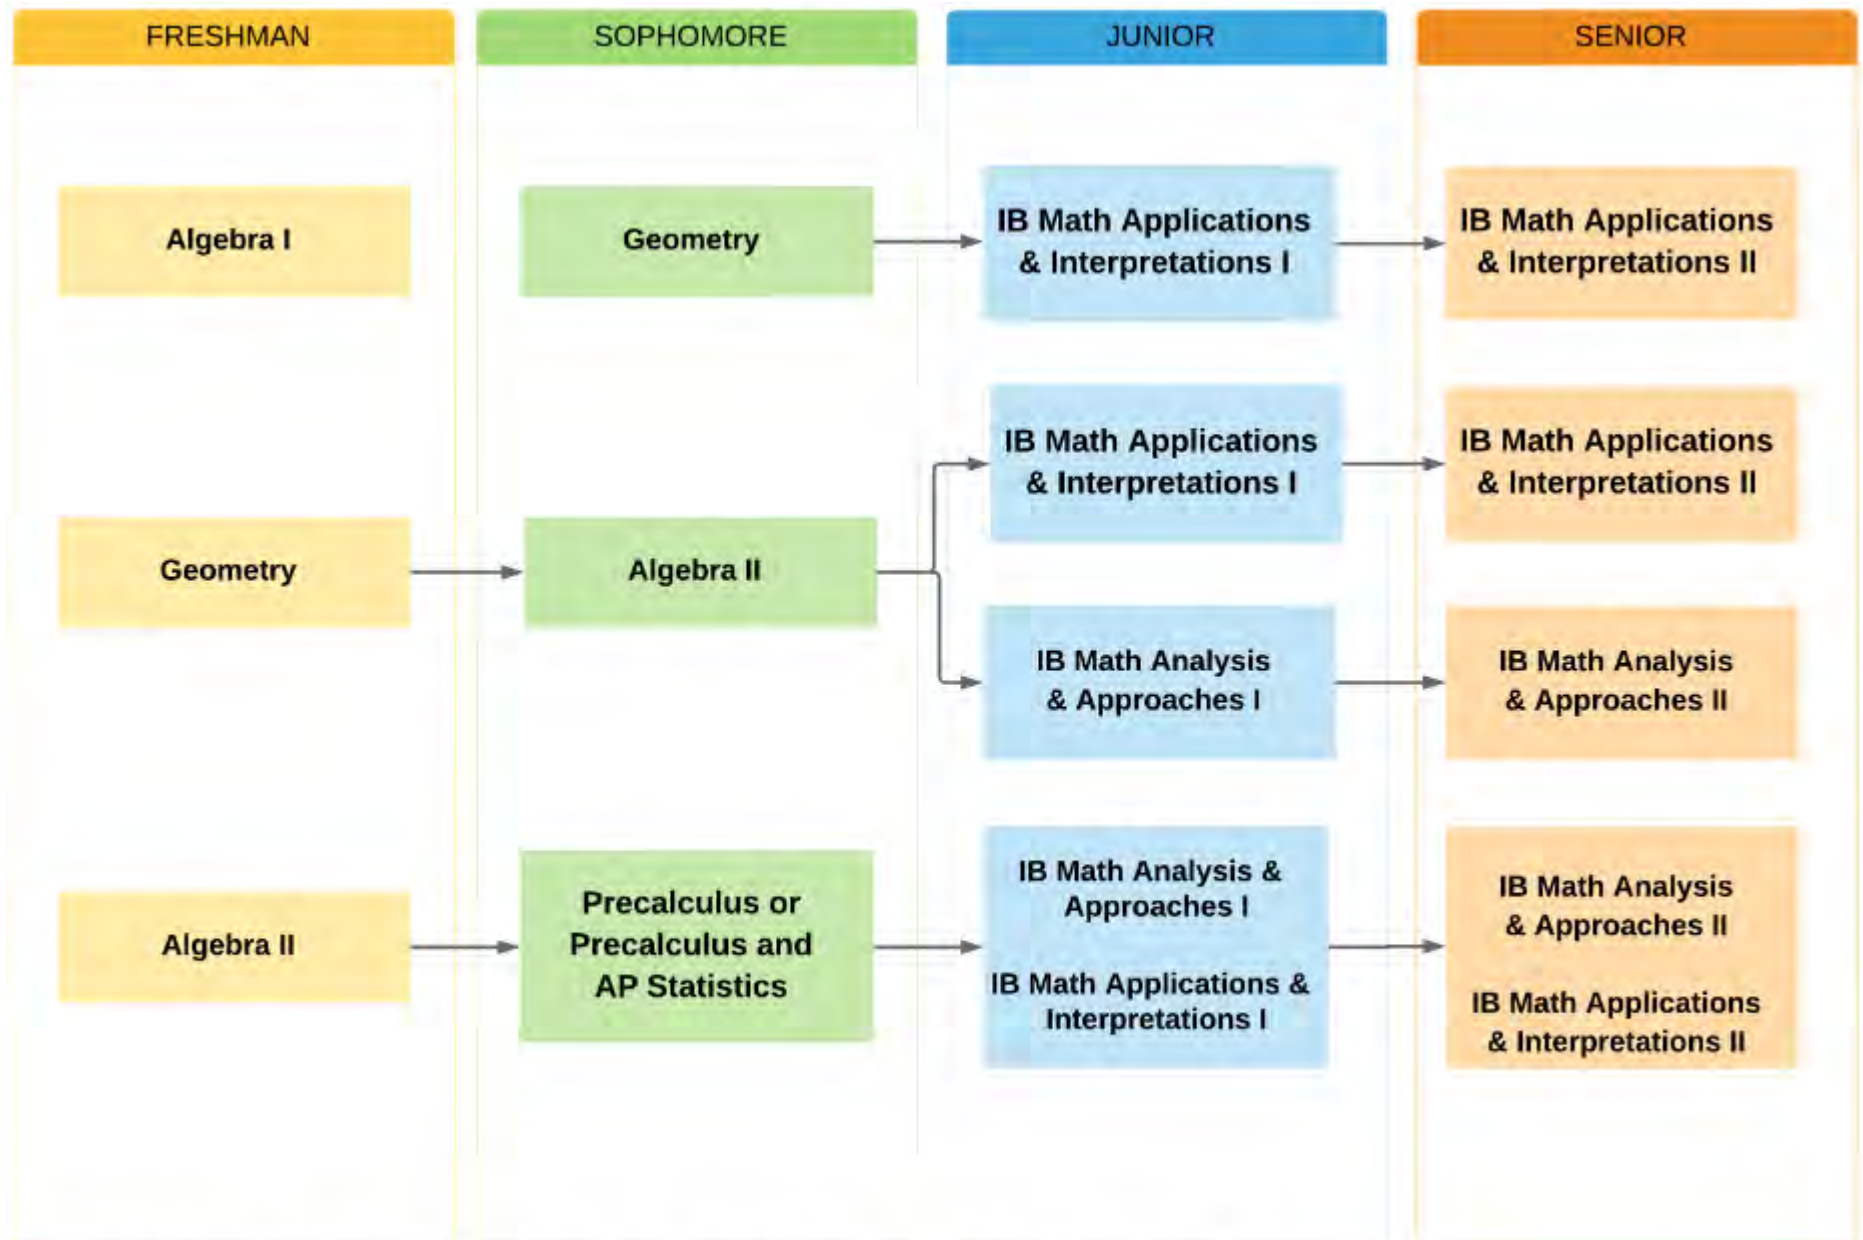 FRESHMAN
SOPHOMORE
JUNIOR
SENIOR
Algebra I
Geometry
IB Math Applications
& Interpretations I
IB Math Applications
& Interpretations II
Geometry
Algebra II
IB Math Applications
& Interpretations I
IB Math Applications
& Interpretations II
IB Math Analysis
& Approaches I
IB Math Analysis
& Approaches II
Algebra II
Precalculus or
Precalculus and
AP Statistics
IB Math Analysis &
Approaches I
IB Math Applications &
Interpretations I
IB Math Analysis
& Approaches II
IB Math Applications
& Interpretations II